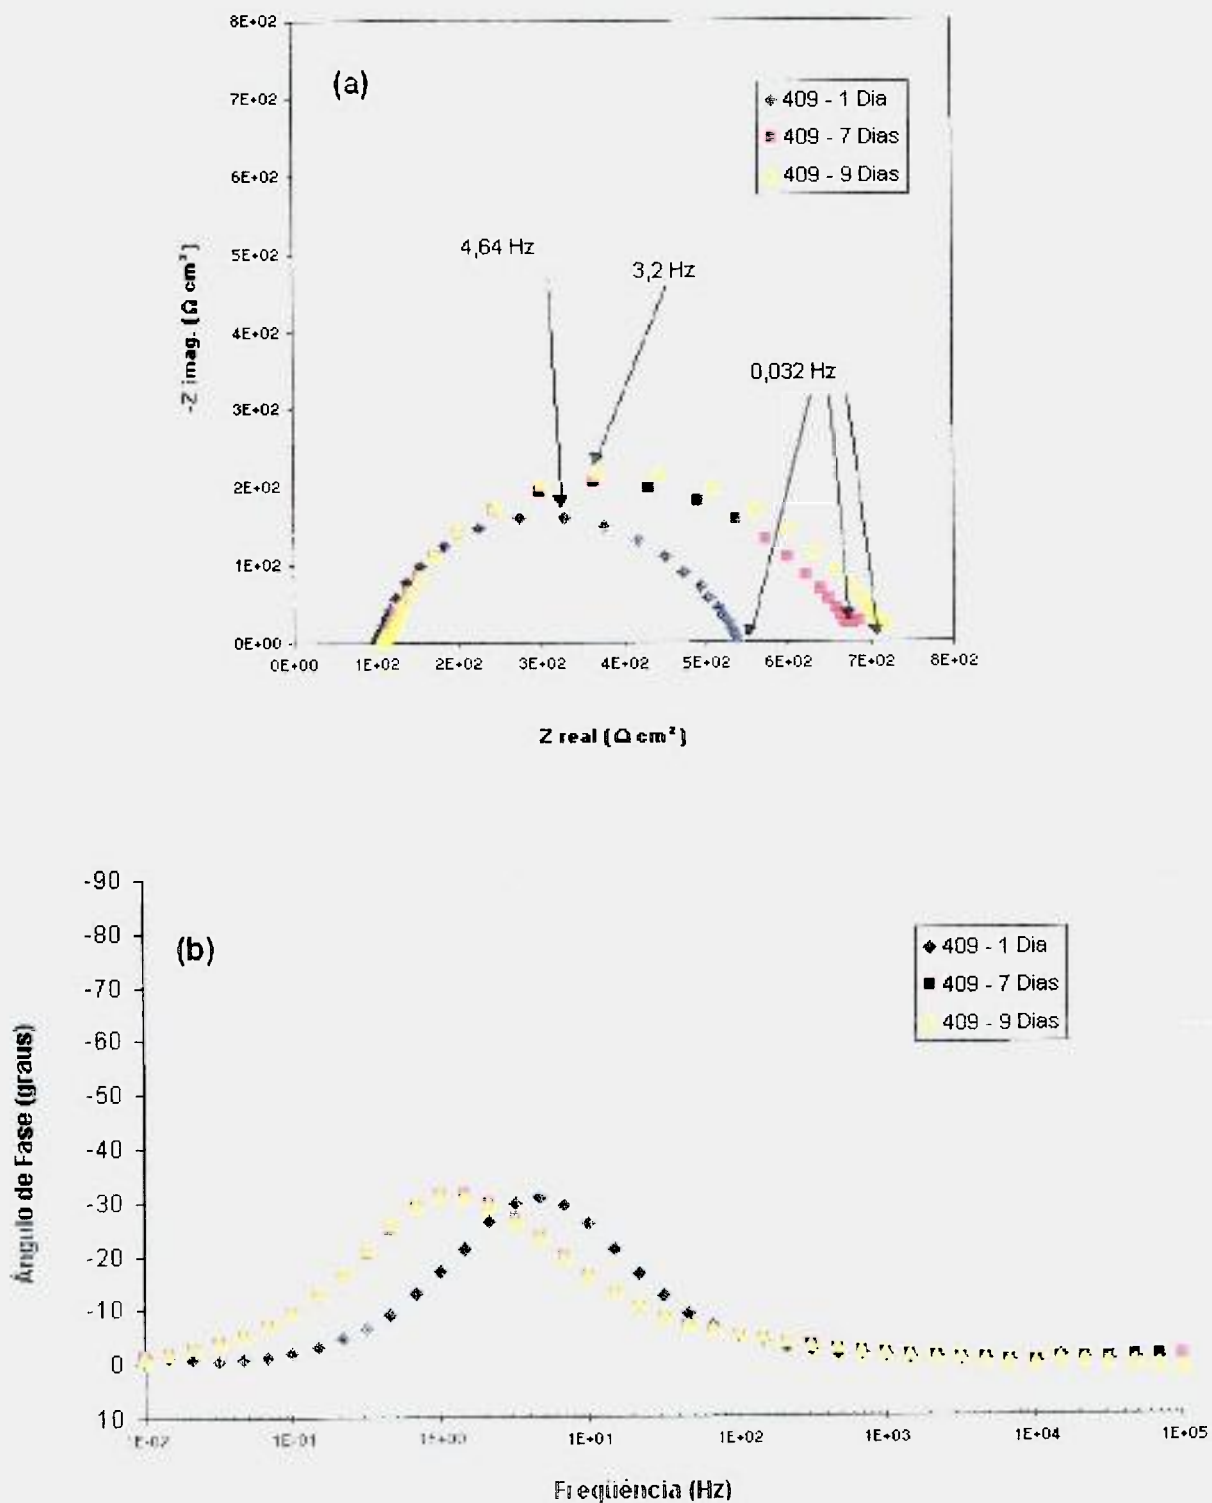 8E+02
(a)
7E+02
6E+02
5E+02
4E+02
3E+02
2E+02
1E+02
0E+00
-Z imag. (Ω cm²)
409 - 1 Dia
409 - 7 Dias
409 - 9 Dias
4,64 Hz
3,2 Hz
0,032 Hz
0E+00 1E+02 2E+02 3E+02 4E+02 5E+02 6E+02 7E+02 8E+02
Z real (Ω cm²)
-90
-80
(b)
-70
-60
-50
-40
-30
-20
-10
0
10
Ângulo de Fase (graus)
409 - 1 Dia
409 - 7 Dias
409 - 9 Dias
1E-02 1E-01 1E+00 1E+01 1E+02 1E+03 1E+04 1E+05
Freqüência (Hz)